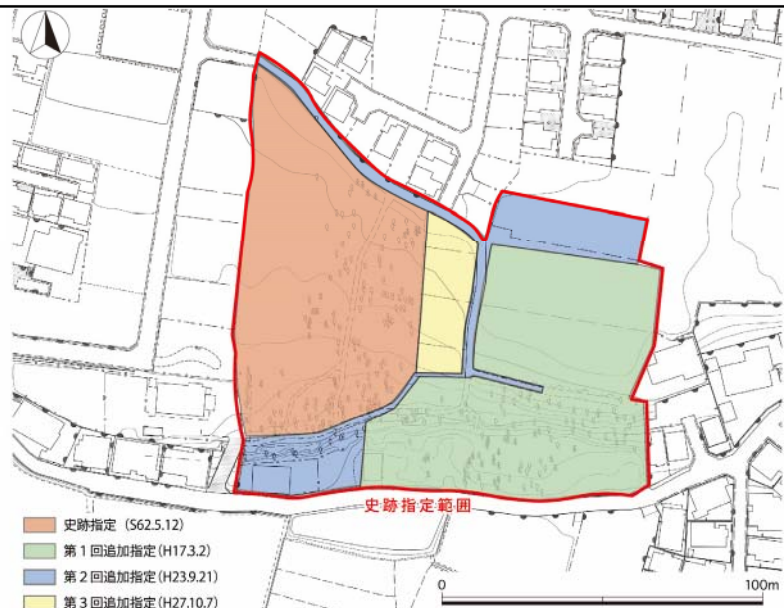 史跡指定範囲
史跡指定（S62.5.12）
第1回追加指定(H17.3.2)
第2回追加指定(H23.9.21)
第3回追加指定(H27.10.7)
0 100m